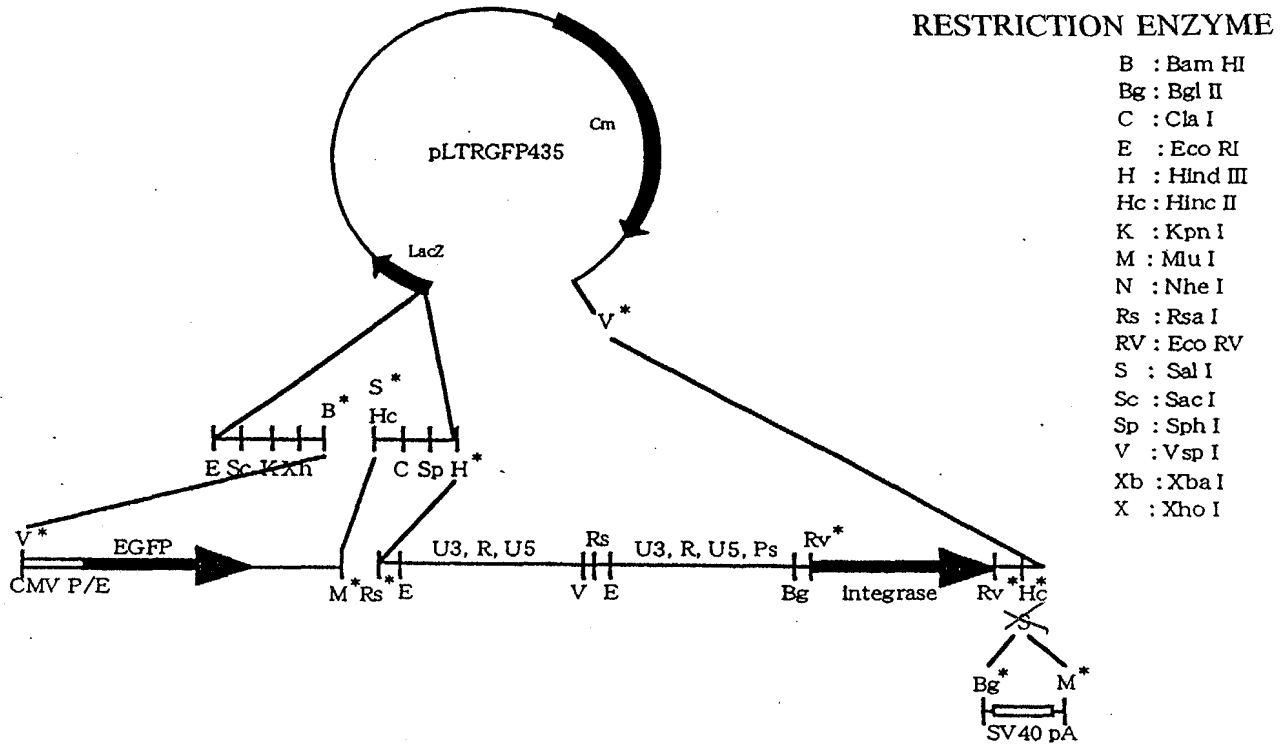 RESTRICTION ENZYME
B : Bam HI
Bg : Bgl II
C : Cla I
E : Eco RI
H : Hind III
Hc : Hinc II
K : Kpn I
M : Mlu I
N : Nhe I
Rs : Rsa I
RV : Eco RV
S : Sal I
Sc : Sac I
Sp : Sph I
V : Vsp I
Xb : Xba I
X : Xho I
Cm
pLTRGFP435
LacZ
V*
B* S*
Hc
E Sc K Xh C Sp H*
V* EGFP U3, R, U5 Rs U3, R, U5, Ps Rv*
CMV P/E M* Rs* E V E Bg integrase Rv* Hc*
S
Bg* M*
SV40 pA